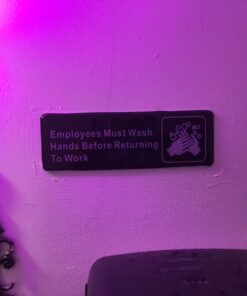 Employees Must Wash
Hands Before Returning
To Work